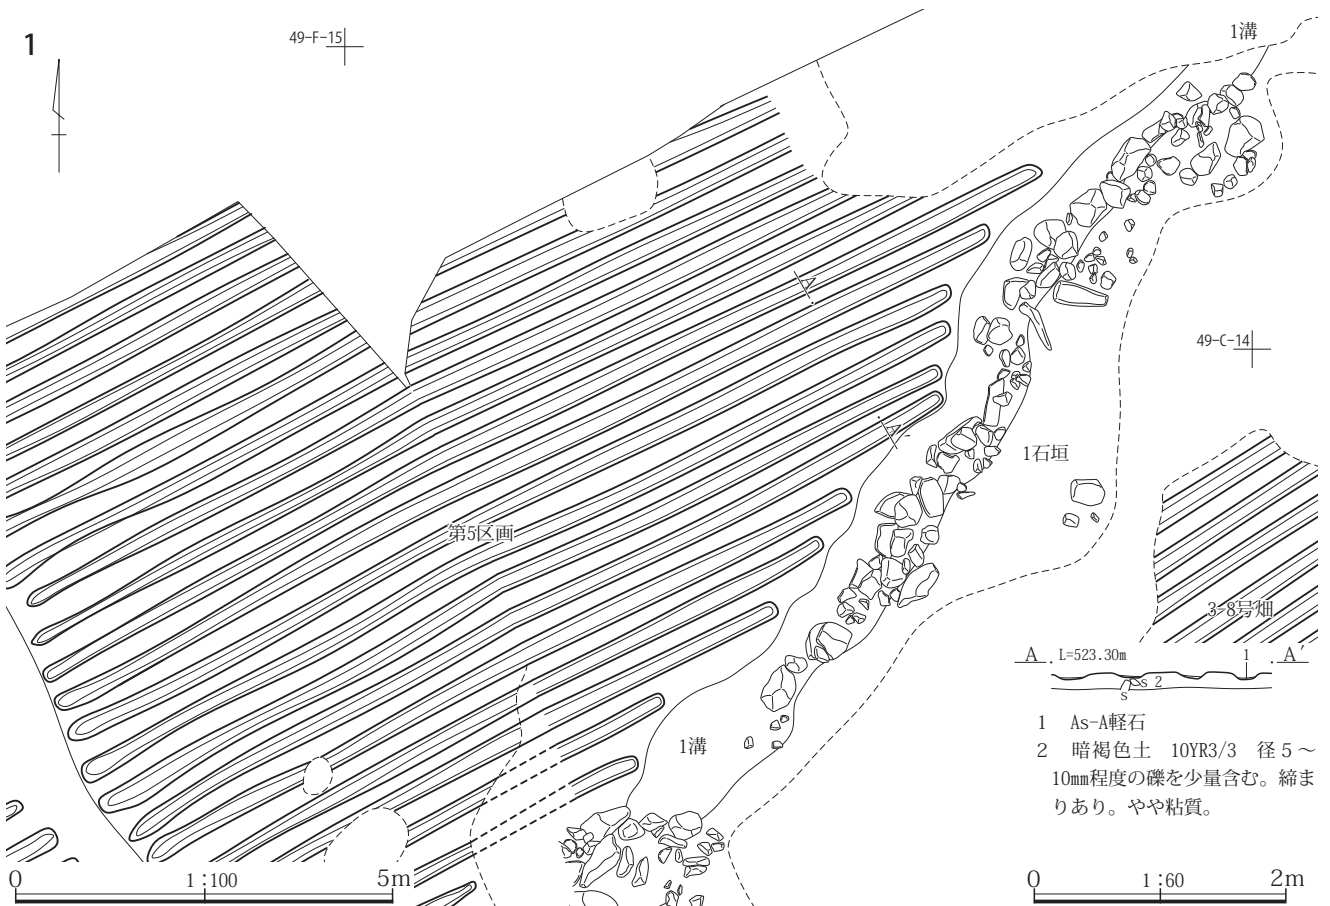 1
49-F-15
1溝
49-C-14
A
A'
1石垣
第5区画
3-8号畑
1溝
A L=523.30m 1 A'
s 2
s
1 As-A軽石
2 暗褐色土 10YR3/3 径5～
10mm程度の礫を少量含む。締ま
りあり。やや粘質。
0 1:100 5m
0 1:60 2m